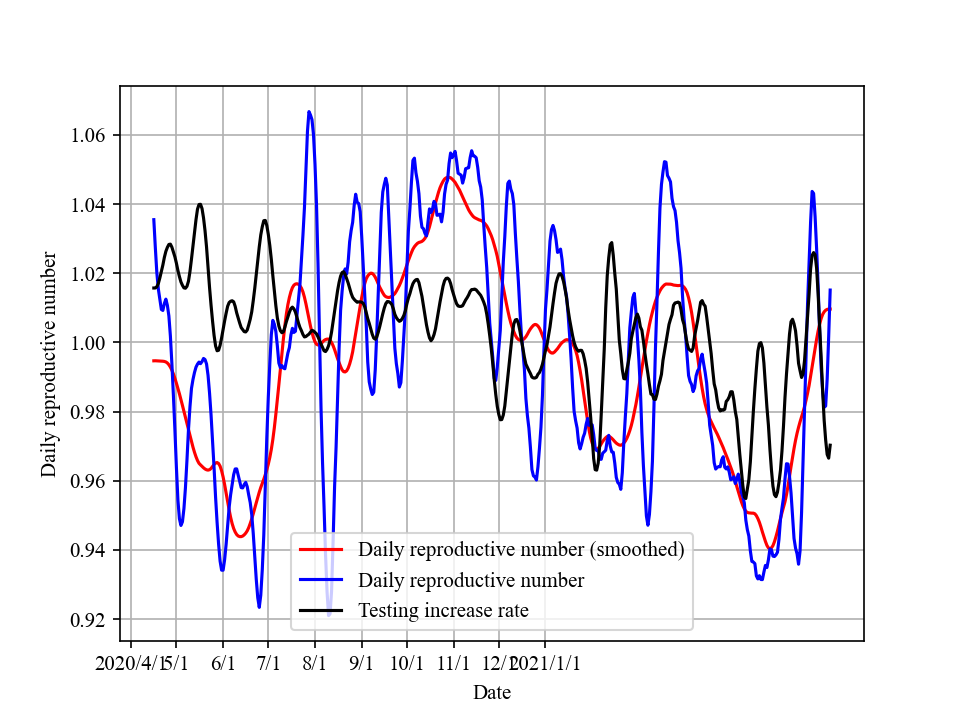 1.06
1.04
1.02
1.00
0.98
0.96
0.94
0.92
Daily reproductive number
Daily reproductive number (smoothed)
Daily reproductive number
Testing increase rate
2020/4/1 5/1 6/1 7/1 8/1 9/1 10/1 11/1 12/1 2021/1/1
Date